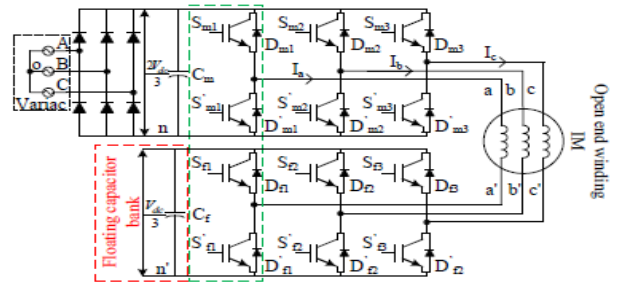 S_m1 S_m2 S_m3
A
D_m1 D_m2 D_m3
I_c
o B
2V_dc/3
C_m
I_a I_b
C
S'_m1 S'_m2 S'_m3
a b c
Variac
n
D'_m1 D'_m2 D'_m3
Open end winding
IM
S_f1 S_f2 S_f3
D_f1 D_f2 D_f3
a' b' c'
Floating capacitor
bank
V_dc/3
C_f
S'_f1 S'_f2 S'_f3
n'
D'_f1 D'_f2 D'_f2